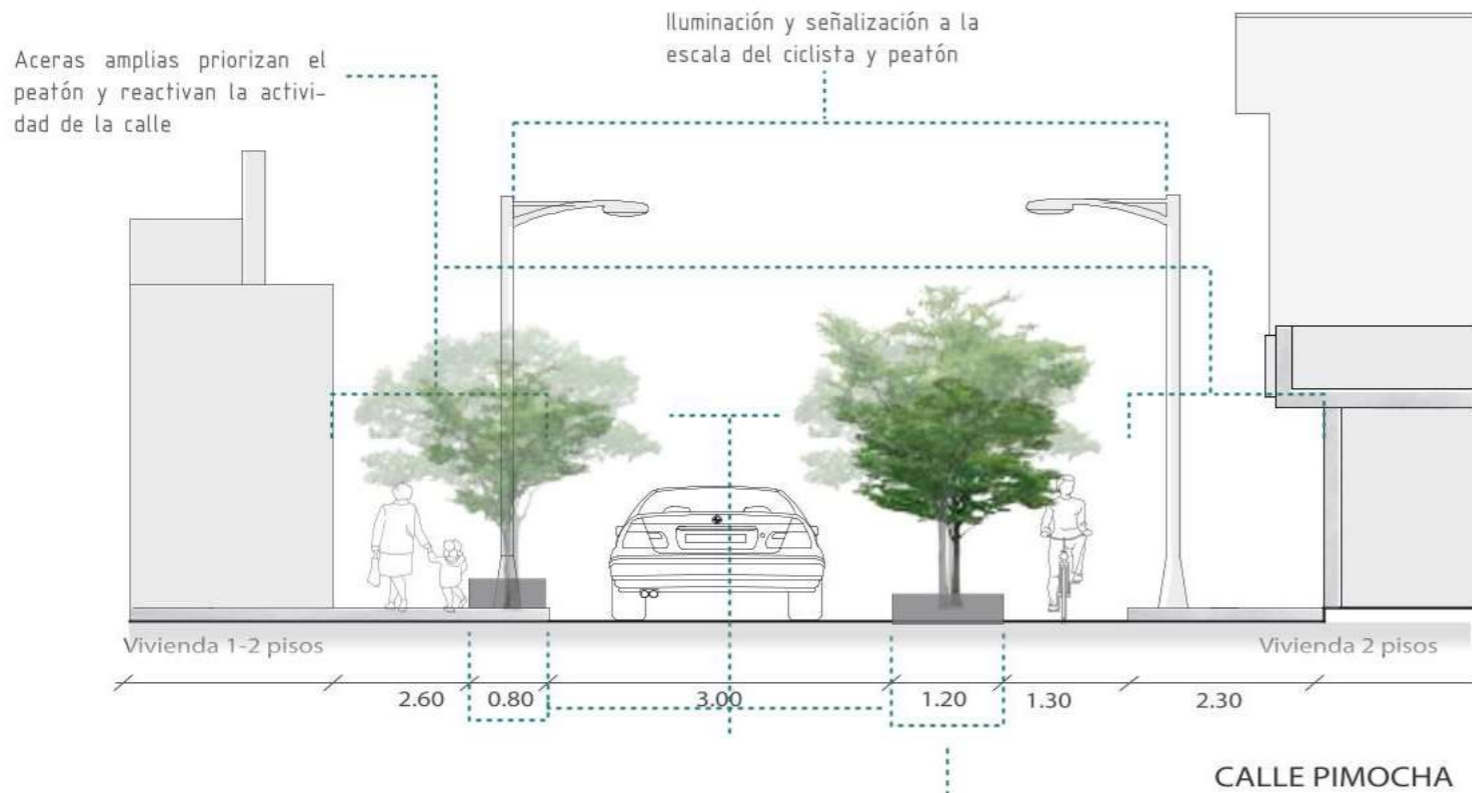 Iluminación y señalización a la
escala del ciclista y peatón
Aceras amplias priorizan el
peatón y reactivan la activi-
dad de la calle
Vivienda 1-2 pisos
Vivienda 2 pisos
2.60 0.80 3.00 1.20 1.30 2.30
CALLE PIMOCHA